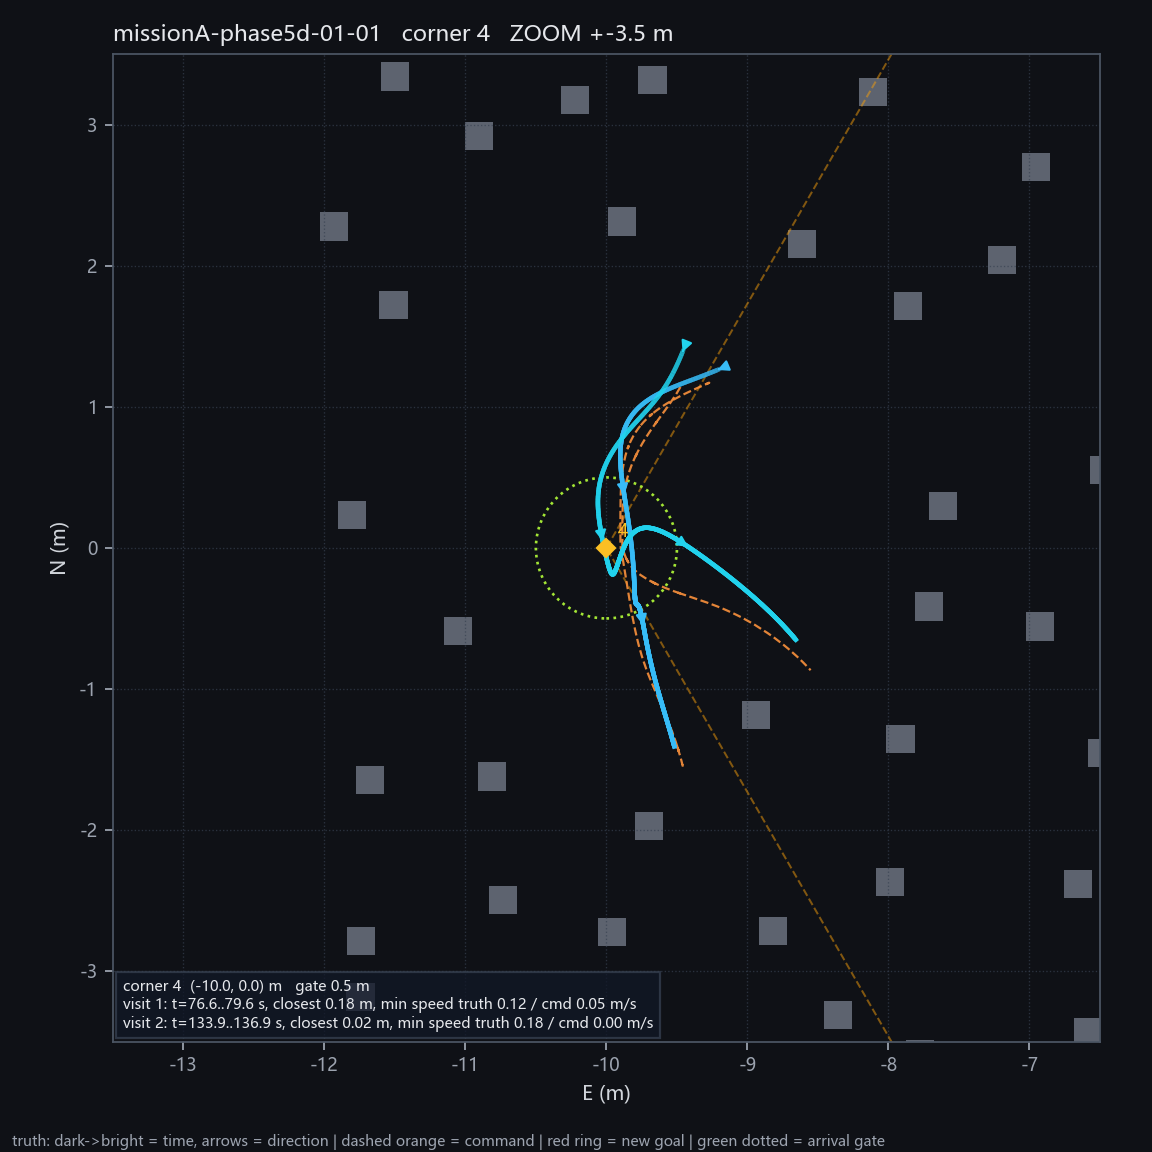 missionA-phase5d-01-01 corner 4 ZOOM +-3.5 m
3
2
1
0
-1
-2
-3
N (m)
4
corner 4 (-10.0, 0.0) m gate 0.5 m
visit 1: t=76.6..79.6 s, closest 0.18 m, min speed truth 0.12 / cmd 0.05 m/s
visit 2: t=133.9..136.9 s, closest 0.02 m, min speed truth 0.18 / cmd 0.00 m/s
-13 -12 -11 -10 -9 -8 -7
E (m)
truth: dark->bright = time, arrows = direction | dashed orange = command | red ring = new goal | green dotted = arrival gate